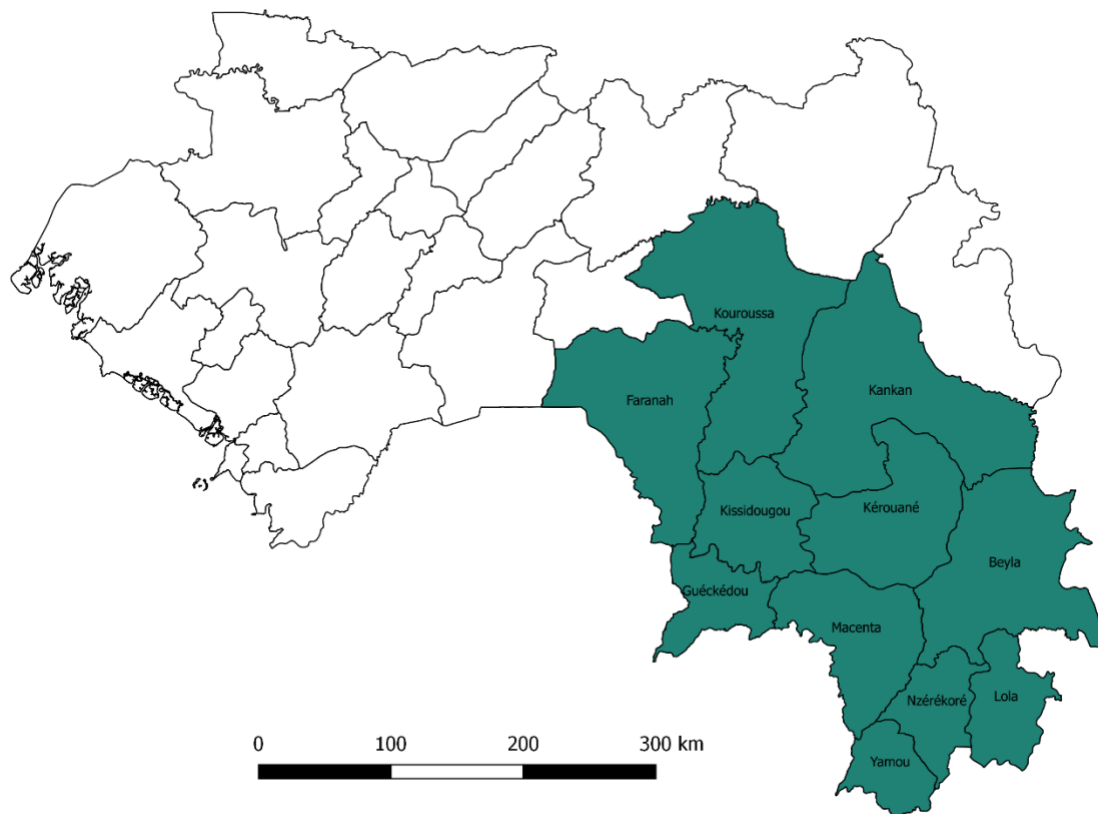 Kouroussa
Kankan
Faranah
Kissidougou
Kérouané
Beyla
Guéckédou
Macenta
Nzérékoré
Lola
Yamou
0 100 200 300 km